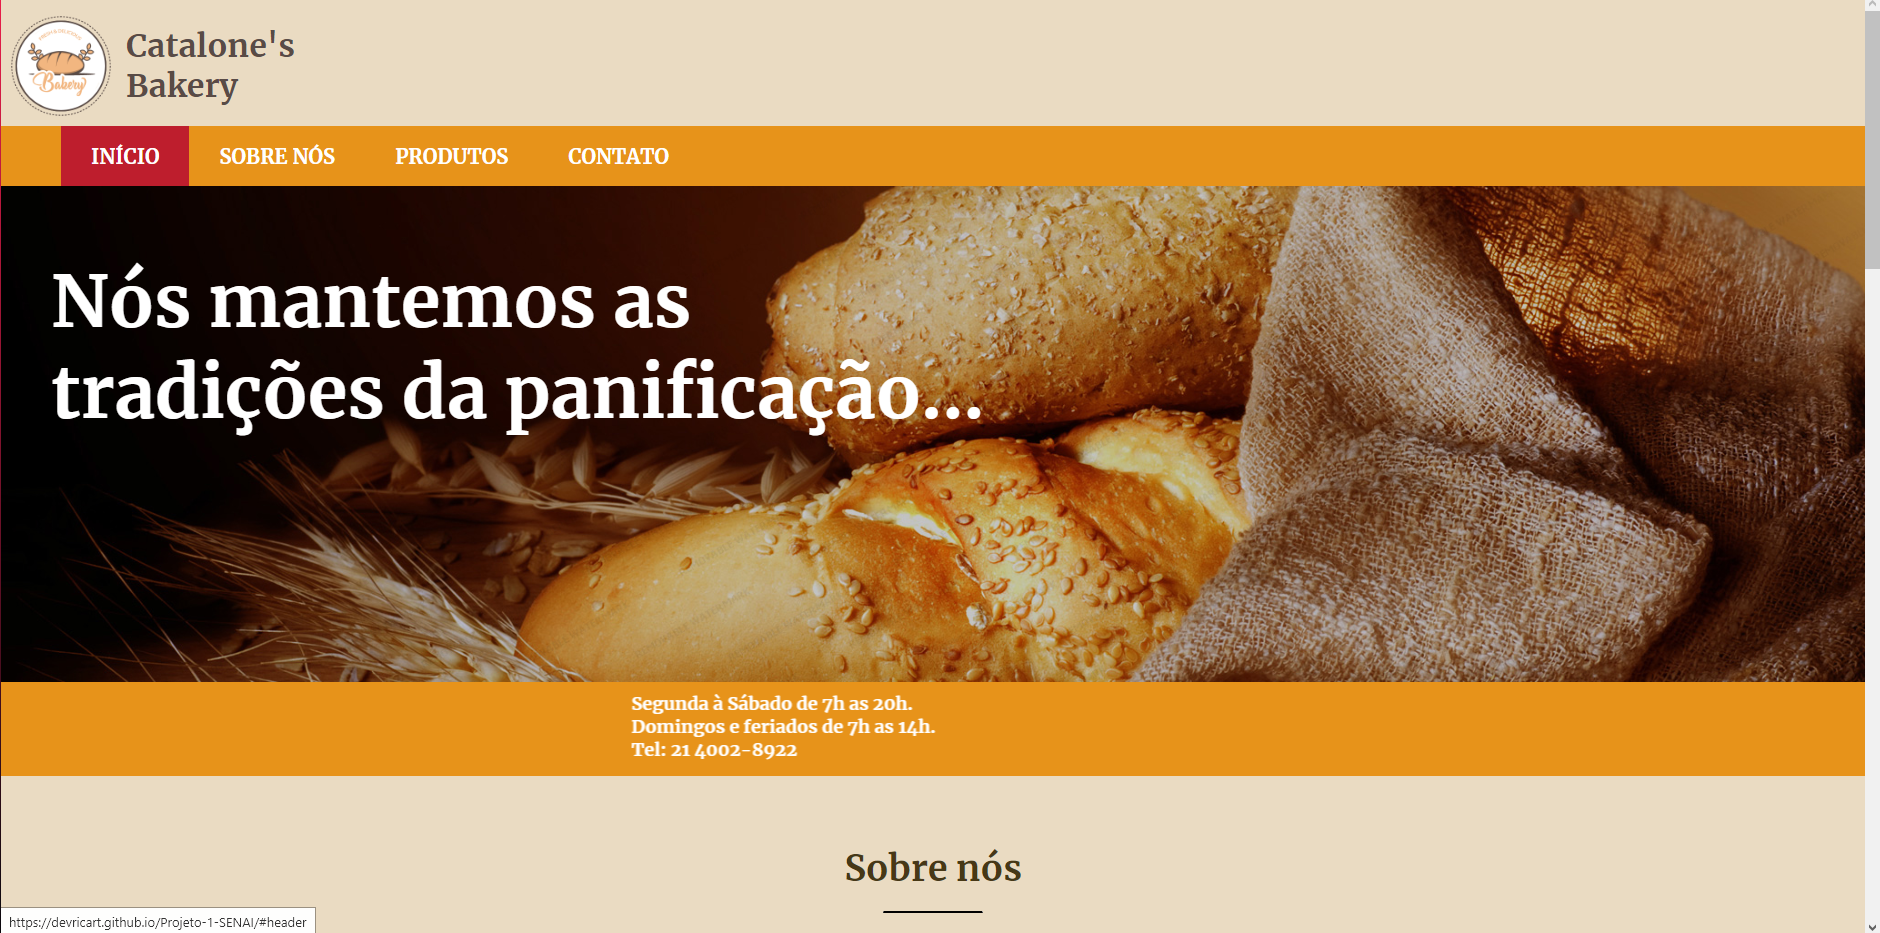 FRESH & DELICIOUS
Bakery
Catalone's
Bakery
INÍCIO SOBRE NÓS PRODUTOS CONTATO
Nós mantemos as
tradições da panificação...
Segunda à Sábado de 7h as 20h.
Domingos e feriados de 7h as 14h.
Tel: 21 4002-8922
Sobre nós
https://devricart.github.io/Projeto-1-SENAI/#header